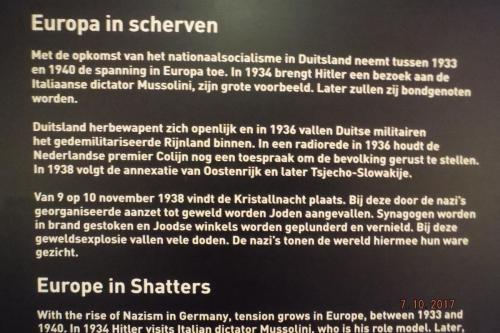 Europa in scherven
Met de opkomst van het nationaalsocialisme in Duitsland neemt tussen 1933
en 1940 de spanning in Europa toe. In 1934 brengt Hitler een bezoek aan de
Italiaanse dictator Mussolini, zijn grote voorbeeld. Later zullen zij bondgenoten
worden.
Duitsland herbewapent zich openlijk en in 1936 vallen Duitse militairen
het gedemilitariseerde Rijnland binnen. In een radiorede in 1936 houdt de
Nederlandse premier Colijn nog een toespraak om de bevolking gerust te stellen.
In 1938 volgt de annexatie van Oostenrijk en later Tsjecho-Slowakije.
Van 9 op 10 november 1938 vindt de Kristallnacht plaats. Bij deze door de nazi's
georganiseerde aanzet tot geweld worden Joden aangevallen. Synagogen worden
in brand gestoken en Joodse winkels worden geplunderd en vernield. Bij deze
geweldsexplosie vallen vele doden. De nazi's tonen de wereld hiermee hun ware
gezicht.
Europe in Shatters
7.10.2017
With the rise of Nazism in Germany, tension grows in Europe, between 1933 and
1940. In 1934 Hitler visits Italian dictator Mussolini, who is his role model. Later,